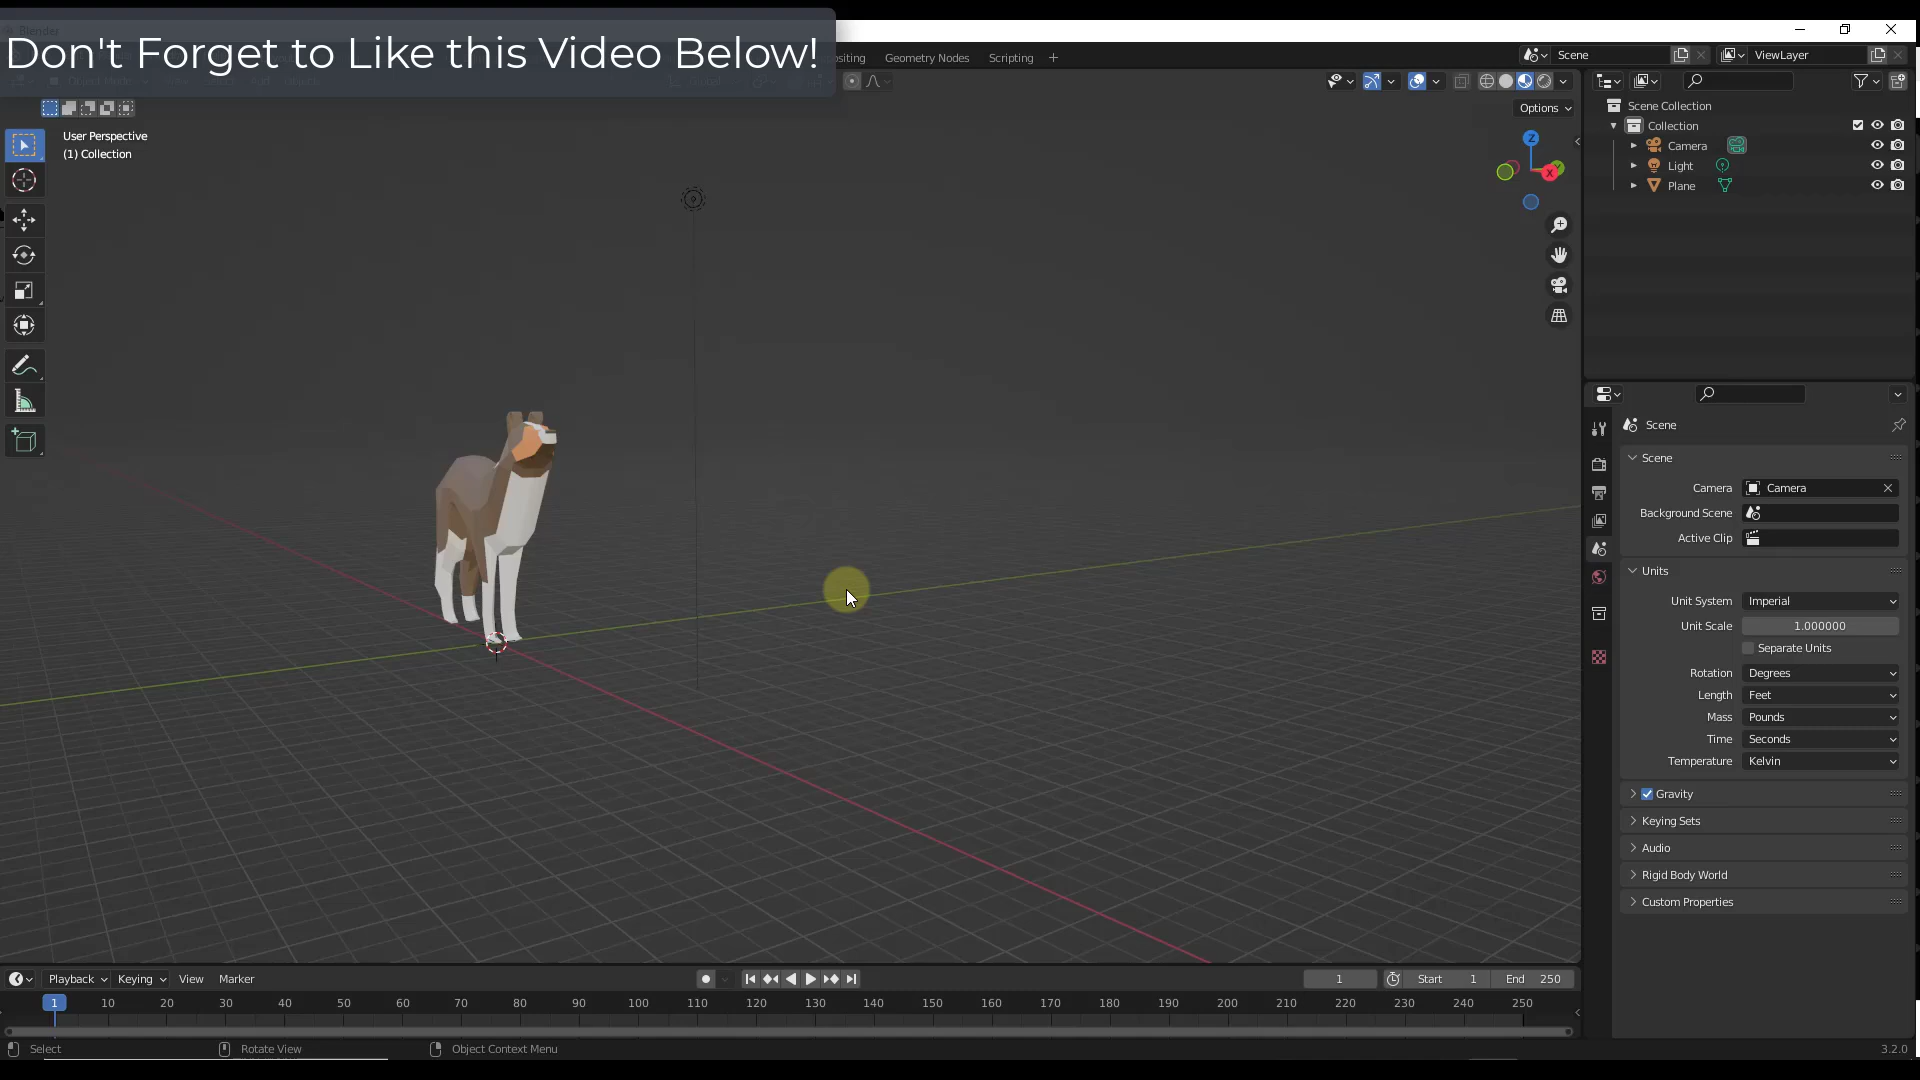 Don't Forget to Like this Video Below!
Geometry Nodes
Scripting
Scene
ViewLayer
Options
User Perspective
(1) Collection
Z
X
Scene Collection
Collection
Camera
Light
Plane
Scene
Scene
Camera
Camera
Background Scene
Active Clip
Units
Unit System
Imperial
Unit Scale
1.000000
Separate Units
Rotation
Degrees
Length
Feet
Mass
Pounds
Time
Seconds
Temperature
Kelvin
Gravity
Keying Sets
Audio
Rigid Body World
Custom Properties
Playback
Keying
View
Marker
1
Start
1
End
250
1
10
20
30
40
50
60
70
80
90
100
110
120
130
140
150
160
170
180
190
200
210
220
230
240
250
Select
Rotate View
Object Context Menu
3.2.0